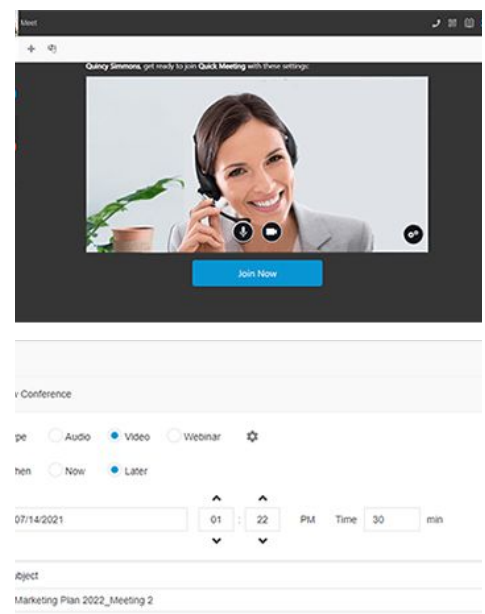 Meet
Quincy Simmons, get ready to join Quick Meeting with these settings:
Join Now
Conference
Audio Video Webinar
Now Later
07/14/2021 01 : 22 PM Time 30 min
Marketing Plan 2022_Meeting 2